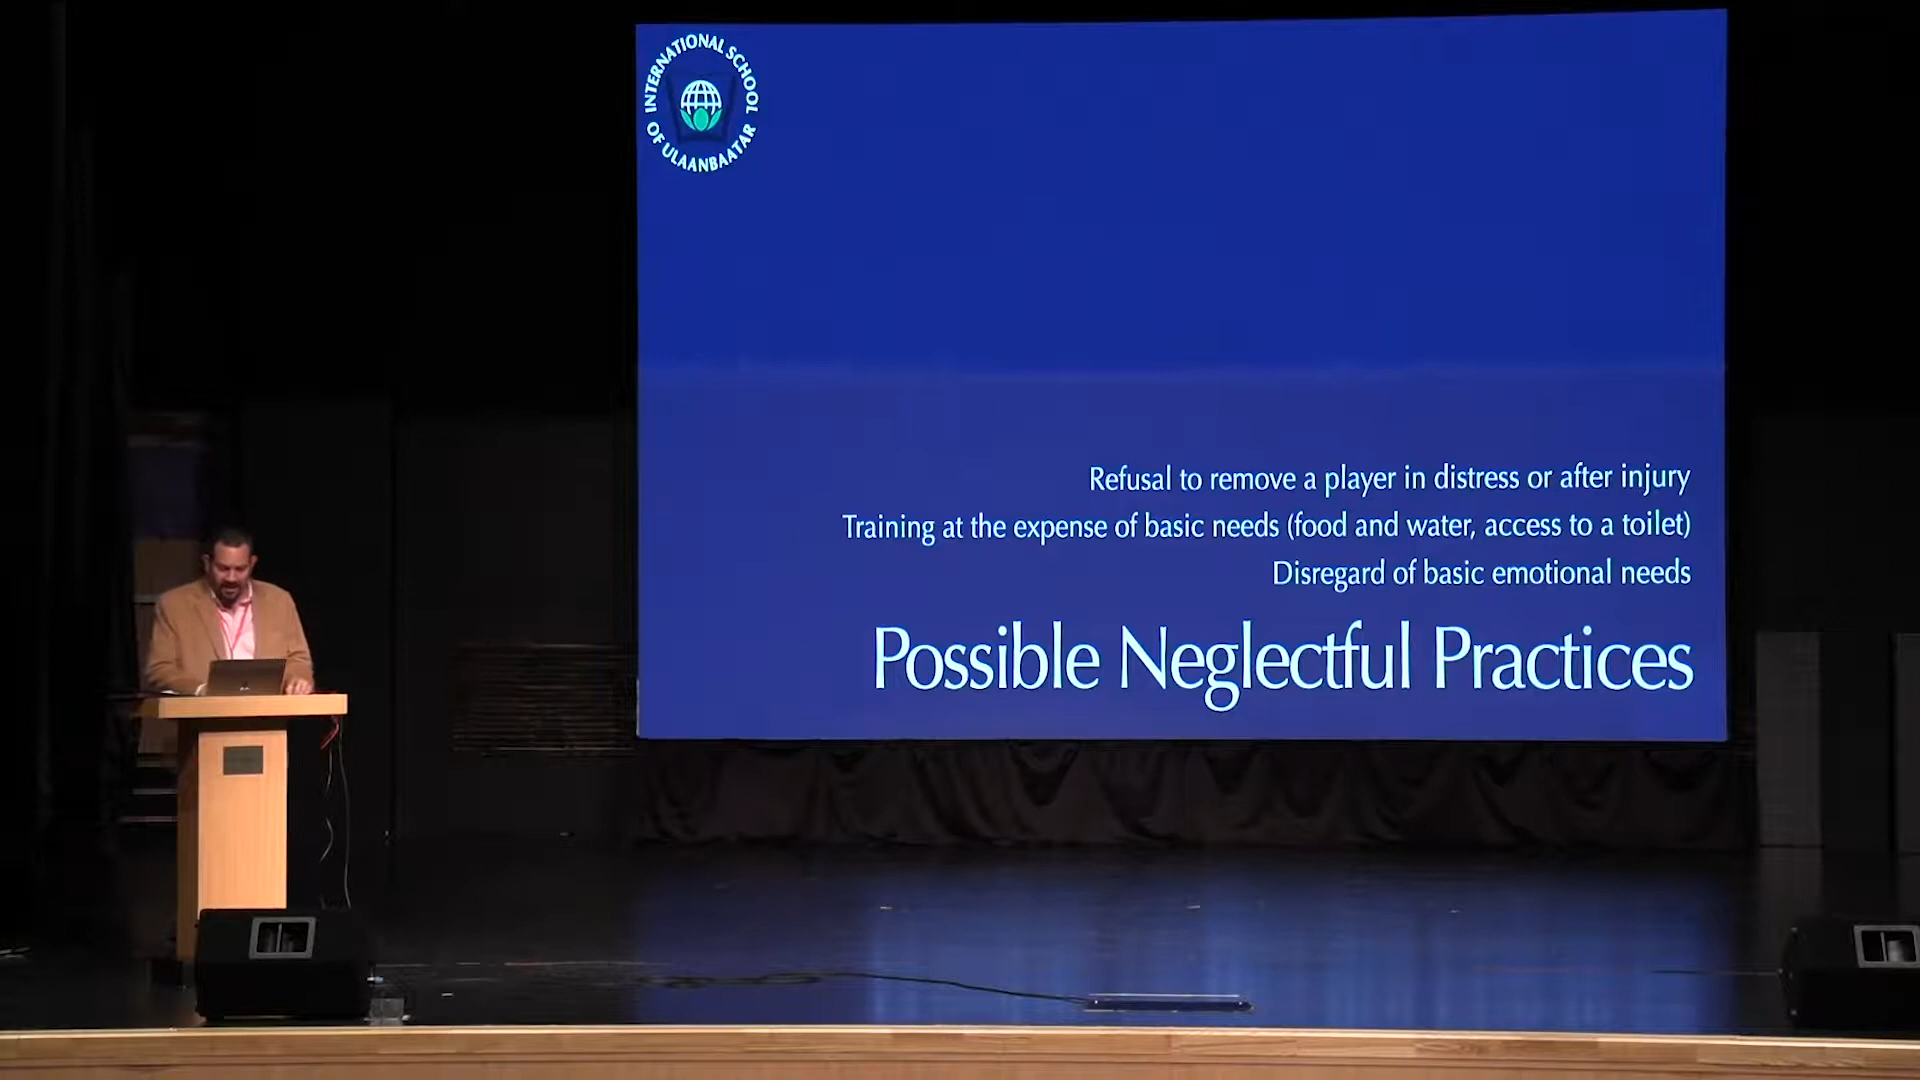 INTERNATIONAL SCHOOL
OF ULAANBAATAR
Refusal to remove a player in distress or after injury
Training at the expense of basic needs (food and water, access to a toilet)
Disregard of basic emotional needs
Possible Neglectful Practices